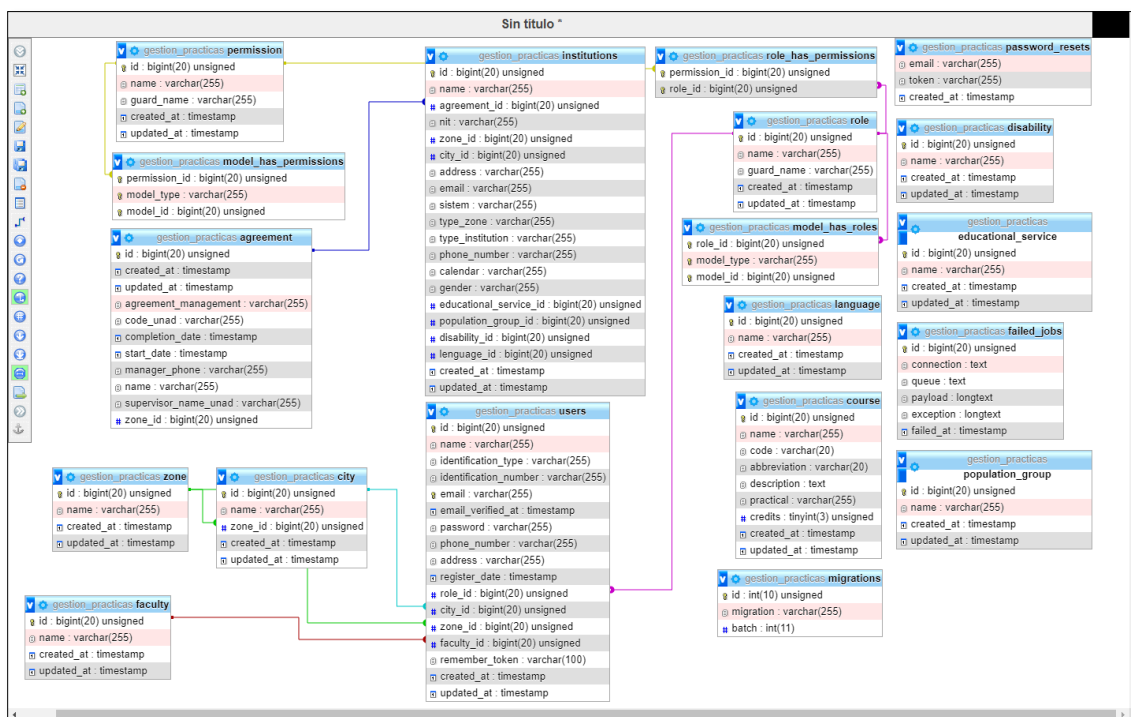 Sin título *
gestion_practicas permission
id : bigint(20) unsigned
name : varchar(255)
guard_name : varchar(255)
created_at : timestamp
updated_at : timestamp
gestion_practicas model_has_permissions
permission_id : bigint(20) unsigned
model_type : varchar(255)
model_id : bigint(20) unsigned
gestion_practicas agreement
id : bigint(20) unsigned
created_at : timestamp
updated_at : timestamp
agreement_management : varchar(255)
code_unad : varchar(255)
completion_date : timestamp
start_date : timestamp
manager_phone : varchar(255)
name : varchar(255)
supervisor_name_unad : varchar(255)
zone_id : bigint(20) unsigned
gestion_practicas zone
id : bigint(20) unsigned
name : varchar(255)
created_at : timestamp
updated_at : timestamp
gestion_practicas city
id : bigint(20) unsigned
name : varchar(255)
zone_id : bigint(20) unsigned
created_at : timestamp
updated_at : timestamp
gestion_practicas faculty
id : bigint(20) unsigned
name : varchar(255)
created_at : timestamp
updated_at : timestamp
gestion_practicas institutions
id : bigint(20) unsigned
name : varchar(255)
agreement_id : bigint(20) unsigned
nit : varchar(255)
zone_id : bigint(20) unsigned
city_id : bigint(20) unsigned
address : varchar(255)
email : varchar(255)
sistem : varchar(255)
type_zone : varchar(255)
type_institution : varchar(255)
phone_number : varchar(255)
calendar : varchar(255)
gender : varchar(255)
educational_service_id : bigint(20) unsigned
population_group_id : bigint(20) unsigned
disability_id : bigint(20) unsigned
lenguage_id : bigint(20) unsigned
created_at : timestamp
updated_at : timestamp
gestion_practicas users
id : bigint(20) unsigned
name : varchar(255)
identification_type : varchar(255)
identification_number : varchar(255)
email : varchar(255)
email_verified_at : timestamp
password : varchar(255)
phone_number : varchar(255)
address : varchar(255)
register_date : timestamp
role_id : bigint(20) unsigned
city_id : bigint(20) unsigned
zone_id : bigint(20) unsigned
faculty_id : bigint(20) unsigned
remember_token : varchar(100)
created_at : timestamp
updated_at : timestamp
gestion_practicas role_has_permissions
permission_id : bigint(20) unsigned
role_id : bigint(20) unsigned
gestion_practicas role
id : bigint(20) unsigned
name : varchar(255)
guard_name : varchar(255)
created_at : timestamp
updated_at : timestamp
gestion_practicas model_has_roles
role_id : bigint(20) unsigned
model_type : varchar(255)
model_id : bigint(20) unsigned
gestion_practicas language
id : bigint(20) unsigned
name : varchar(255)
created_at : timestamp
updated_at : timestamp
gestion_practicas course
id : bigint(20) unsigned
name : varchar(255)
code : varchar(20)
abbreviation : varchar(20)
description : text
practical : varchar(255)
credits : tinyint(3) unsigned
created_at : timestamp
updated_at : timestamp
gestion_practicas migrations
id : int(10) unsigned
migration : varchar(255)
batch : int(11)
gestion_practicas password_resets
email : varchar(255)
token : varchar(255)
created_at : timestamp
gestion_practicas disability
id : bigint(20) unsigned
name : varchar(255)
created_at : timestamp
updated_at : timestamp
gestion_practicas
educational_service
id : bigint(20) unsigned
name : varchar(255)
created_at : timestamp
updated_at : timestamp
gestion_practicas failed_jobs
id : bigint(20) unsigned
connection : text
queue : text
payload : longtext
exception : longtext
failed_at : timestamp
gestion_practicas
population_group
id : bigint(20) unsigned
name : varchar(255)
created_at : timestamp
updated_at : timestamp